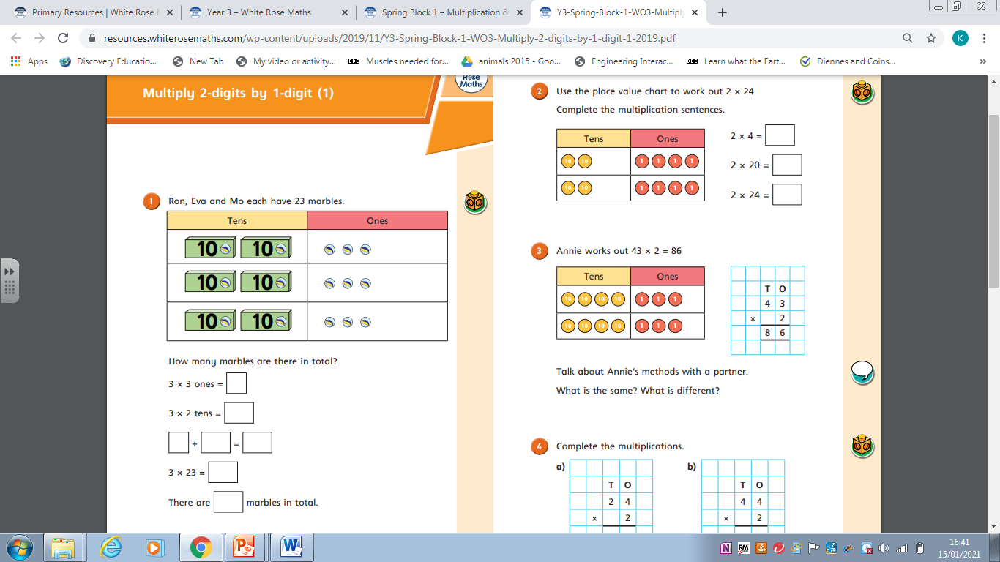 Primary Resources | White Rose M
Year 3 – White Rose Maths
Spring Block 1 – Multiplication &
Y3-Spring-Block-1-WO3-Multiply
resources.whiterosemaths.com/wp-content/uploads/2019/11/Y3-Spring-Block-1-WO3-Multiply-2-digits-by-1-digit-1-2019.pdf
K
Apps
Discovery Educatio...
New Tab
My video or activity...
BBC Muscles needed for...
animals 2015 - Goo...
Engineering Interac...
BBC Learn what the Eart...
Diennes and Coins...
»
Multiply 2-digits by 1-digit (1)
Rose
Maths
1 Ron, Eva and Mo each have 23 marbles.
Tens Ones
10 10
10 10
10 10
How many marbles are there in total?
3 × 3 ones =
3 × 2 tens =
+ =
3 × 23 =
There are marbles in total.
2 Use the place value chart to work out 2 × 24
Complete the multiplication sentences.
Tens Ones
10 10 1 1 1 1
10 10 1 1 1 1
2 × 4 =
2 × 20 =
2 × 24 =
3 Annie works out 43 × 2 = 86
Tens Ones
10 10 10 10 1 1 1
10 10 10 10 1 1 1
T O
4 3
× 2
8 6
Talk about Annie's methods with a partner.
What is the same? What is different?
4 Complete the multiplications.
a)
T O
2 4
× 2
b)
T O
4 4
× 2
N
RM
16:41
15/01/2021